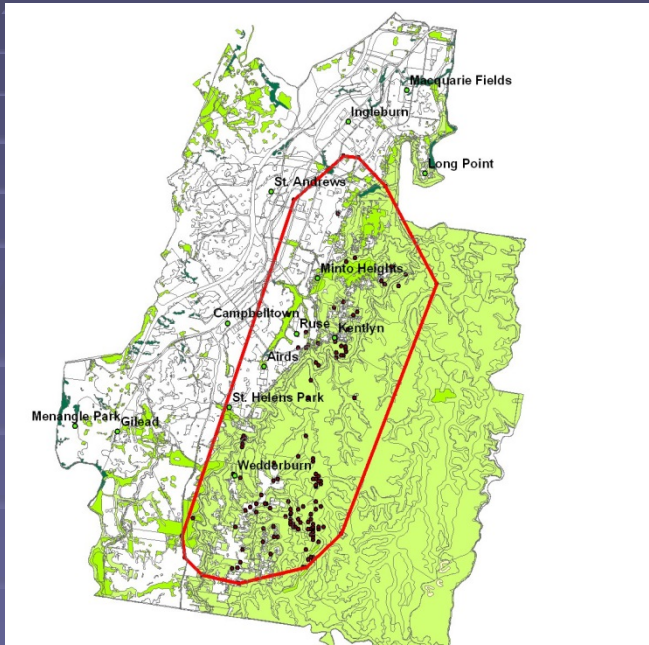 Macquarie Fields
Ingleburn
Long Point
St. Andrews
Minto Heights
Campbelltown
Ruse
Kentlyn
Airds
St. Helens Park
Menangle Park
Gilead
Wedderburn